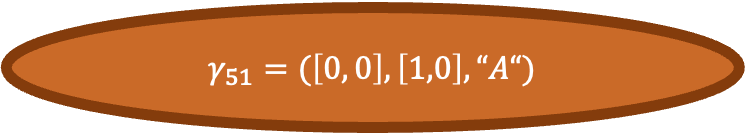 γ₅₁ = ([0, 0], [1,0], “A“)